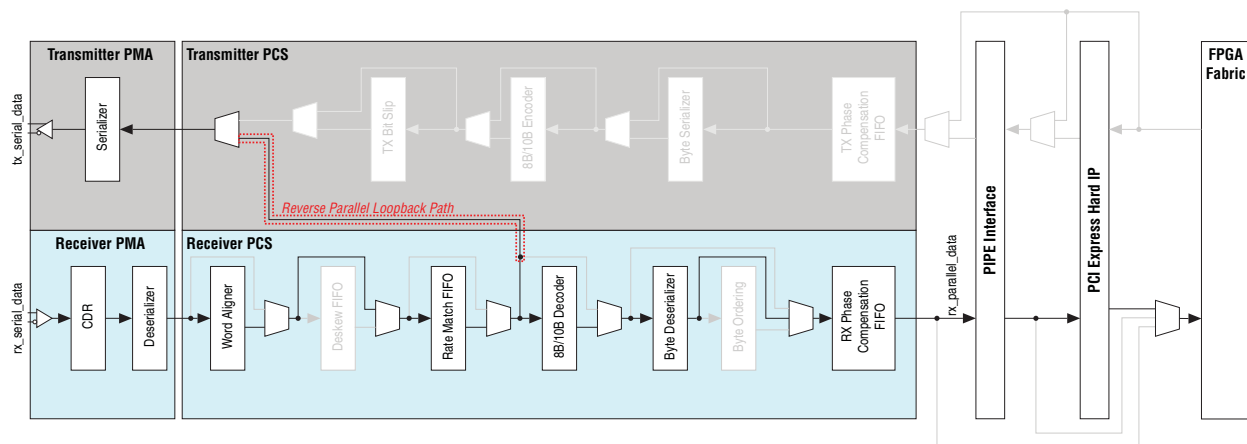 Transmitter PMA
Transmitter PCS
FPGA
Fabric
tx_serial_data
Serializer
TX Bit Slip
8B/10B Encoder
Byte Serializer
TX Phase
Compensation
FIFO
PIPE Interface
PCI Express Hard IP
Reverse Parallel Loopback Path
Receiver PMA
Receiver PCS
rx_serial_data
CDR
Deserializer
Word Aligner
Deskew FIFO
Rate Match FIFO
8B/10B Decoder
Byte Deserializer
Byte Ordering
RX Phase
Compensation
FIFO
rx_parallel_data